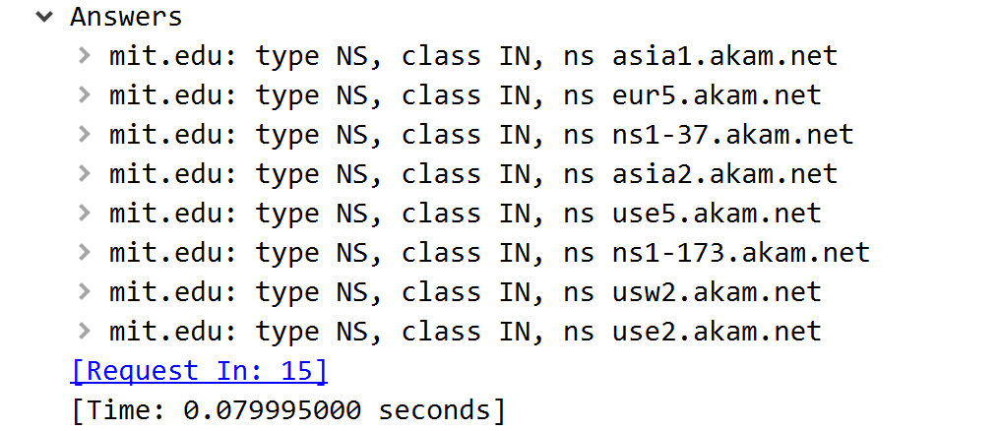 Answers
mit.edu: type NS, class IN, ns asia1.akam.net
mit.edu: type NS, class IN, ns eur5.akam.net
mit.edu: type NS, class IN, ns ns1-37.akam.net
mit.edu: type NS, class IN, ns asia2.akam.net
mit.edu: type NS, class IN, ns use5.akam.net
mit.edu: type NS, class IN, ns ns1-173.akam.net
mit.edu: type NS, class IN, ns usw2.akam.net
mit.edu: type NS, class IN, ns use2.akam.net
[Request In: 15]
[Time: 0.079995000 seconds]